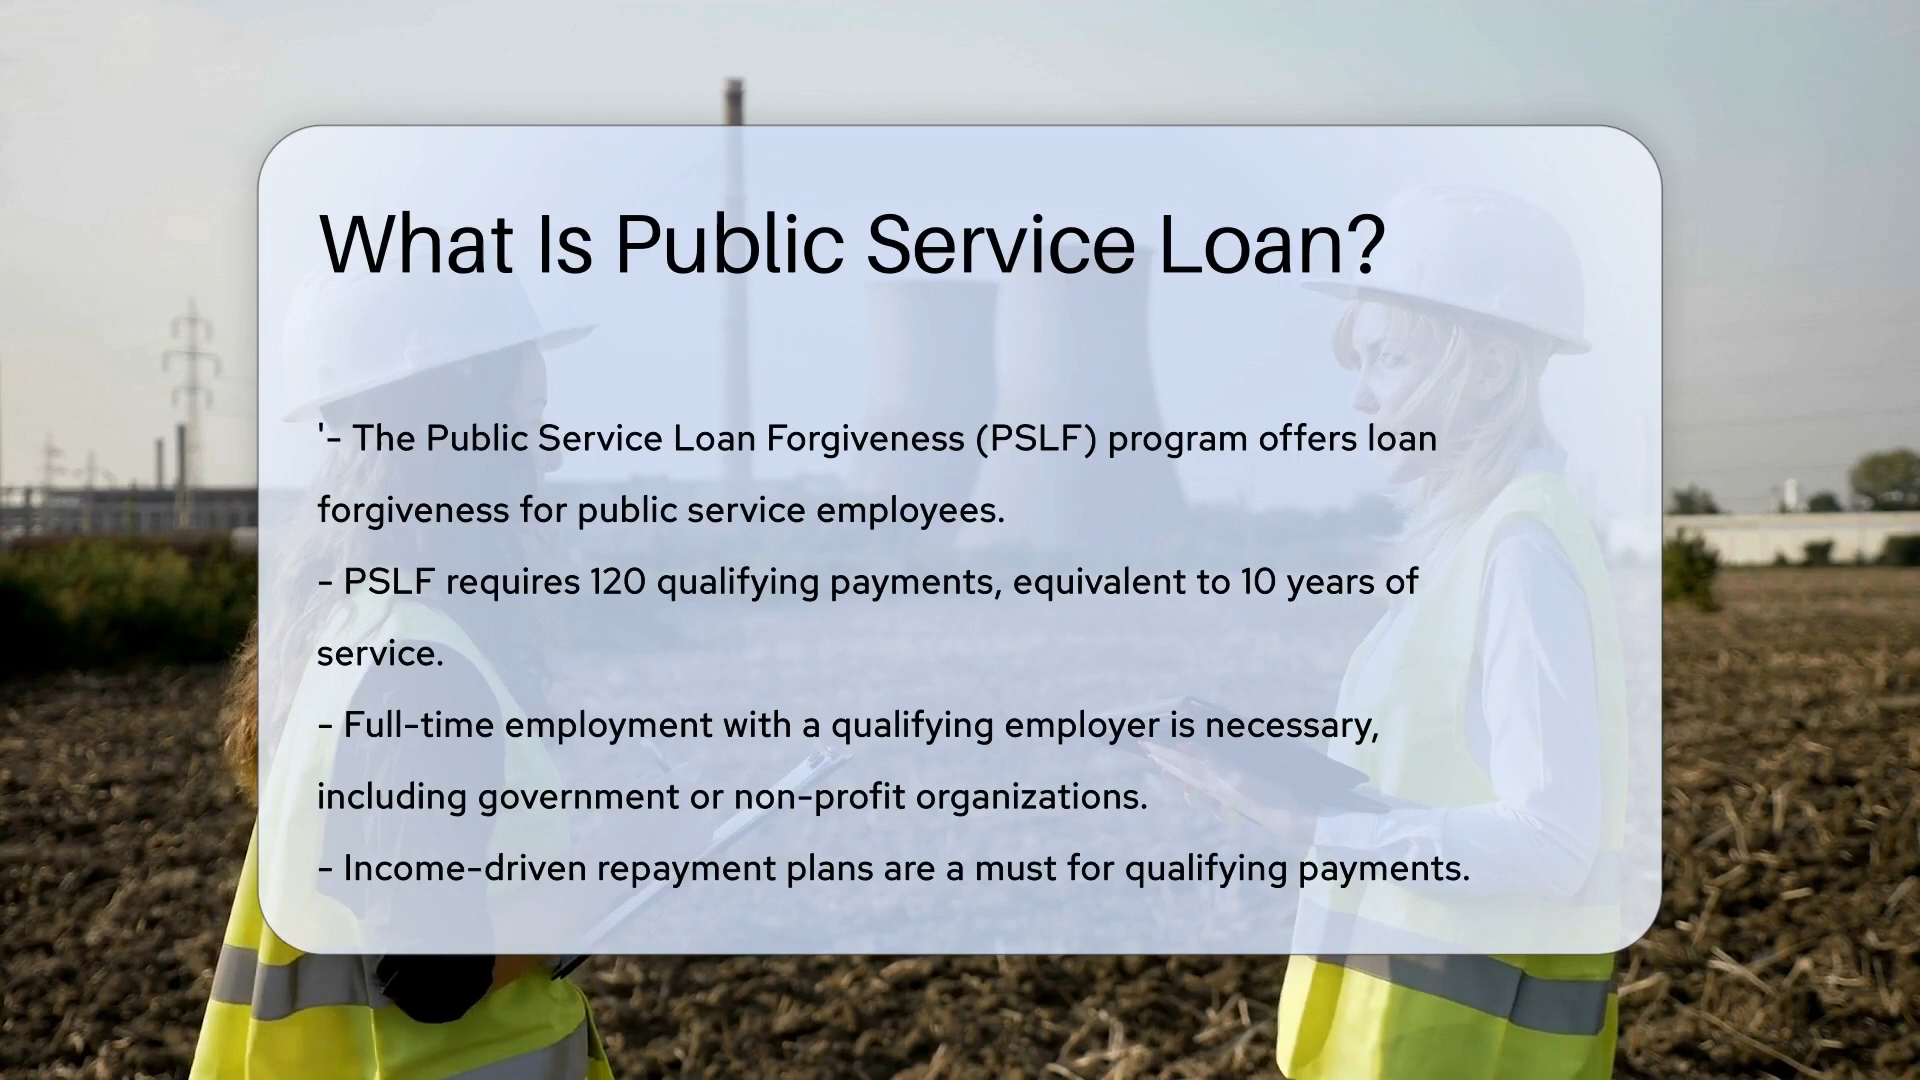 What Is Public Service Loan?
'- The Public Service Loan Forgiveness (PSLF) program offers loan
forgiveness for public service employees.
- PSLF requires 120 qualifying payments, equivalent to 10 years of
service.
- Full-time employment with a qualifying employer is necessary,
including government or non-profit organizations.
- Income-driven repayment plans are a must for qualifying payments.